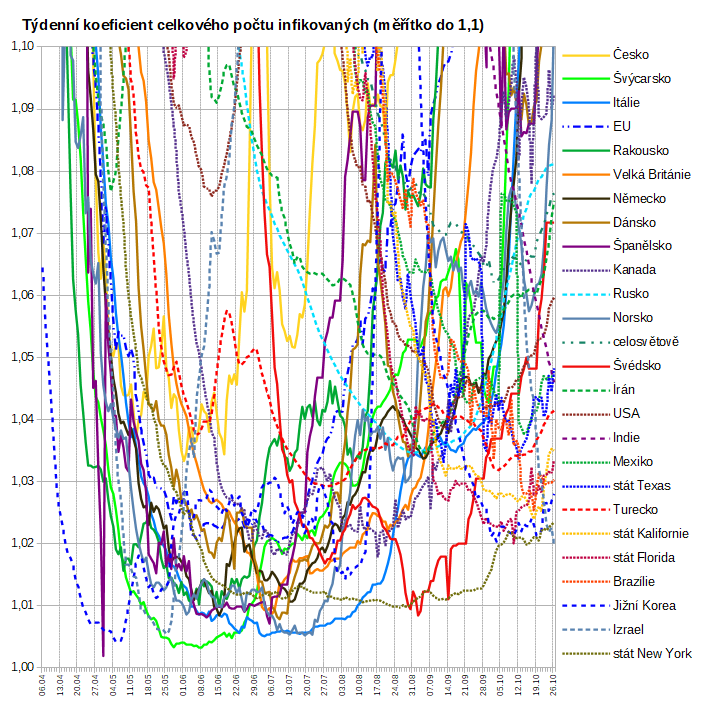 Týdenní koeficient celkového počtu infikovaných (měřítko do 1,1)
1,10
1,09
1,08
1,07
1,06
1,05
1,04
1,03
1,02
1,01
1,00
06.04
13.04
20.04
27.04
04.05
11.05
18.05
25.05
01.06
08.06
15.06
22.06
29.06
06.07
13.07
20.07
27.07
03.08
10.08
17.08
24.08
31.08
07.09
14.09
21.09
28.09
05.10
12.10
19.10
26.10
Česko
Švýcarsko
Itálie
EU
Rakousko
Velká Británie
Německo
Dánsko
Španělsko
Kanada
Rusko
Norsko
celosvětově
Švédsko
Írán
USA
Indie
Mexiko
stát Texas
Turecko
stát Kalifornie
stát Florida
Brazilie
Jižní Korea
Izrael
stát New York